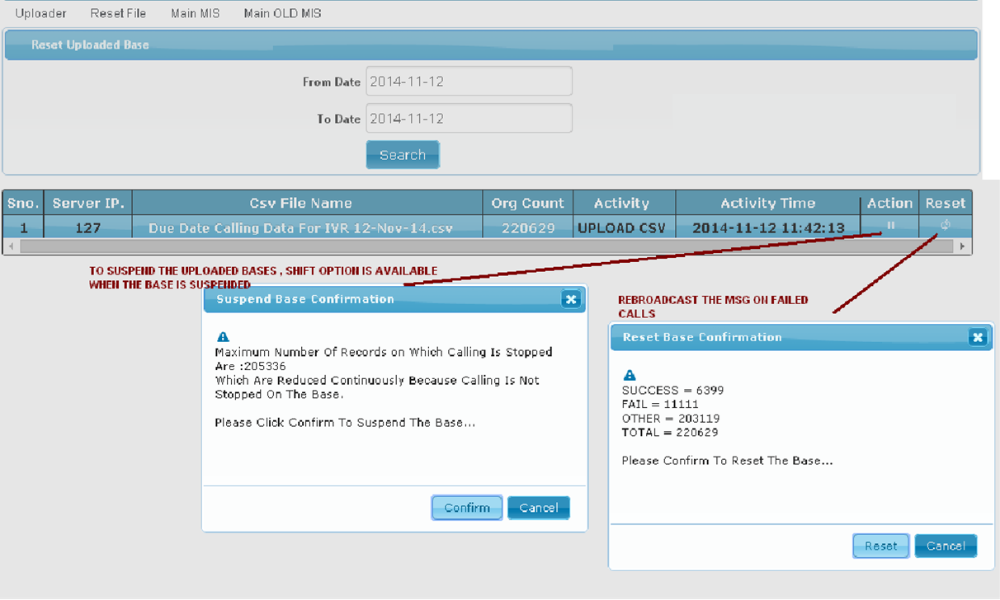 Uploader Reset File Main MIS Main OLD MIS
Reset Uploaded Base
From Date 2014-11-12
To Date 2014-11-12
Search
Sno. Server IP. Csv File Name Org Count Activity Activity Time Action Reset
1 127 Due Date Calling Data For IVR 12-Nov-14.csv 220629 UPLOAD CSV 2014-11-12 11:42:13
TO SUSPEND THE UPLOADED BASES , SHIFT OPTION IS AVAILABLE
WHEN THE BASE IS SUSPENDED
Suspend Base Confirmation
Maximum Number Of Records on Which Calling Is Stopped
Are :205336
Which Are Reduced Continuously Because Calling Is Not
Stopped On The Base.
Please Click Confirm To Suspend The Base...
Confirm Cancel
REBROADCAST THE MSG ON FAILED
CALLS
Reset Base Confirmation
SUCCESS = 6399
FAIL = 11111
OTHER = 203119
TOTAL = 220629
Please Confirm To Reset The Base...
Reset Cancel